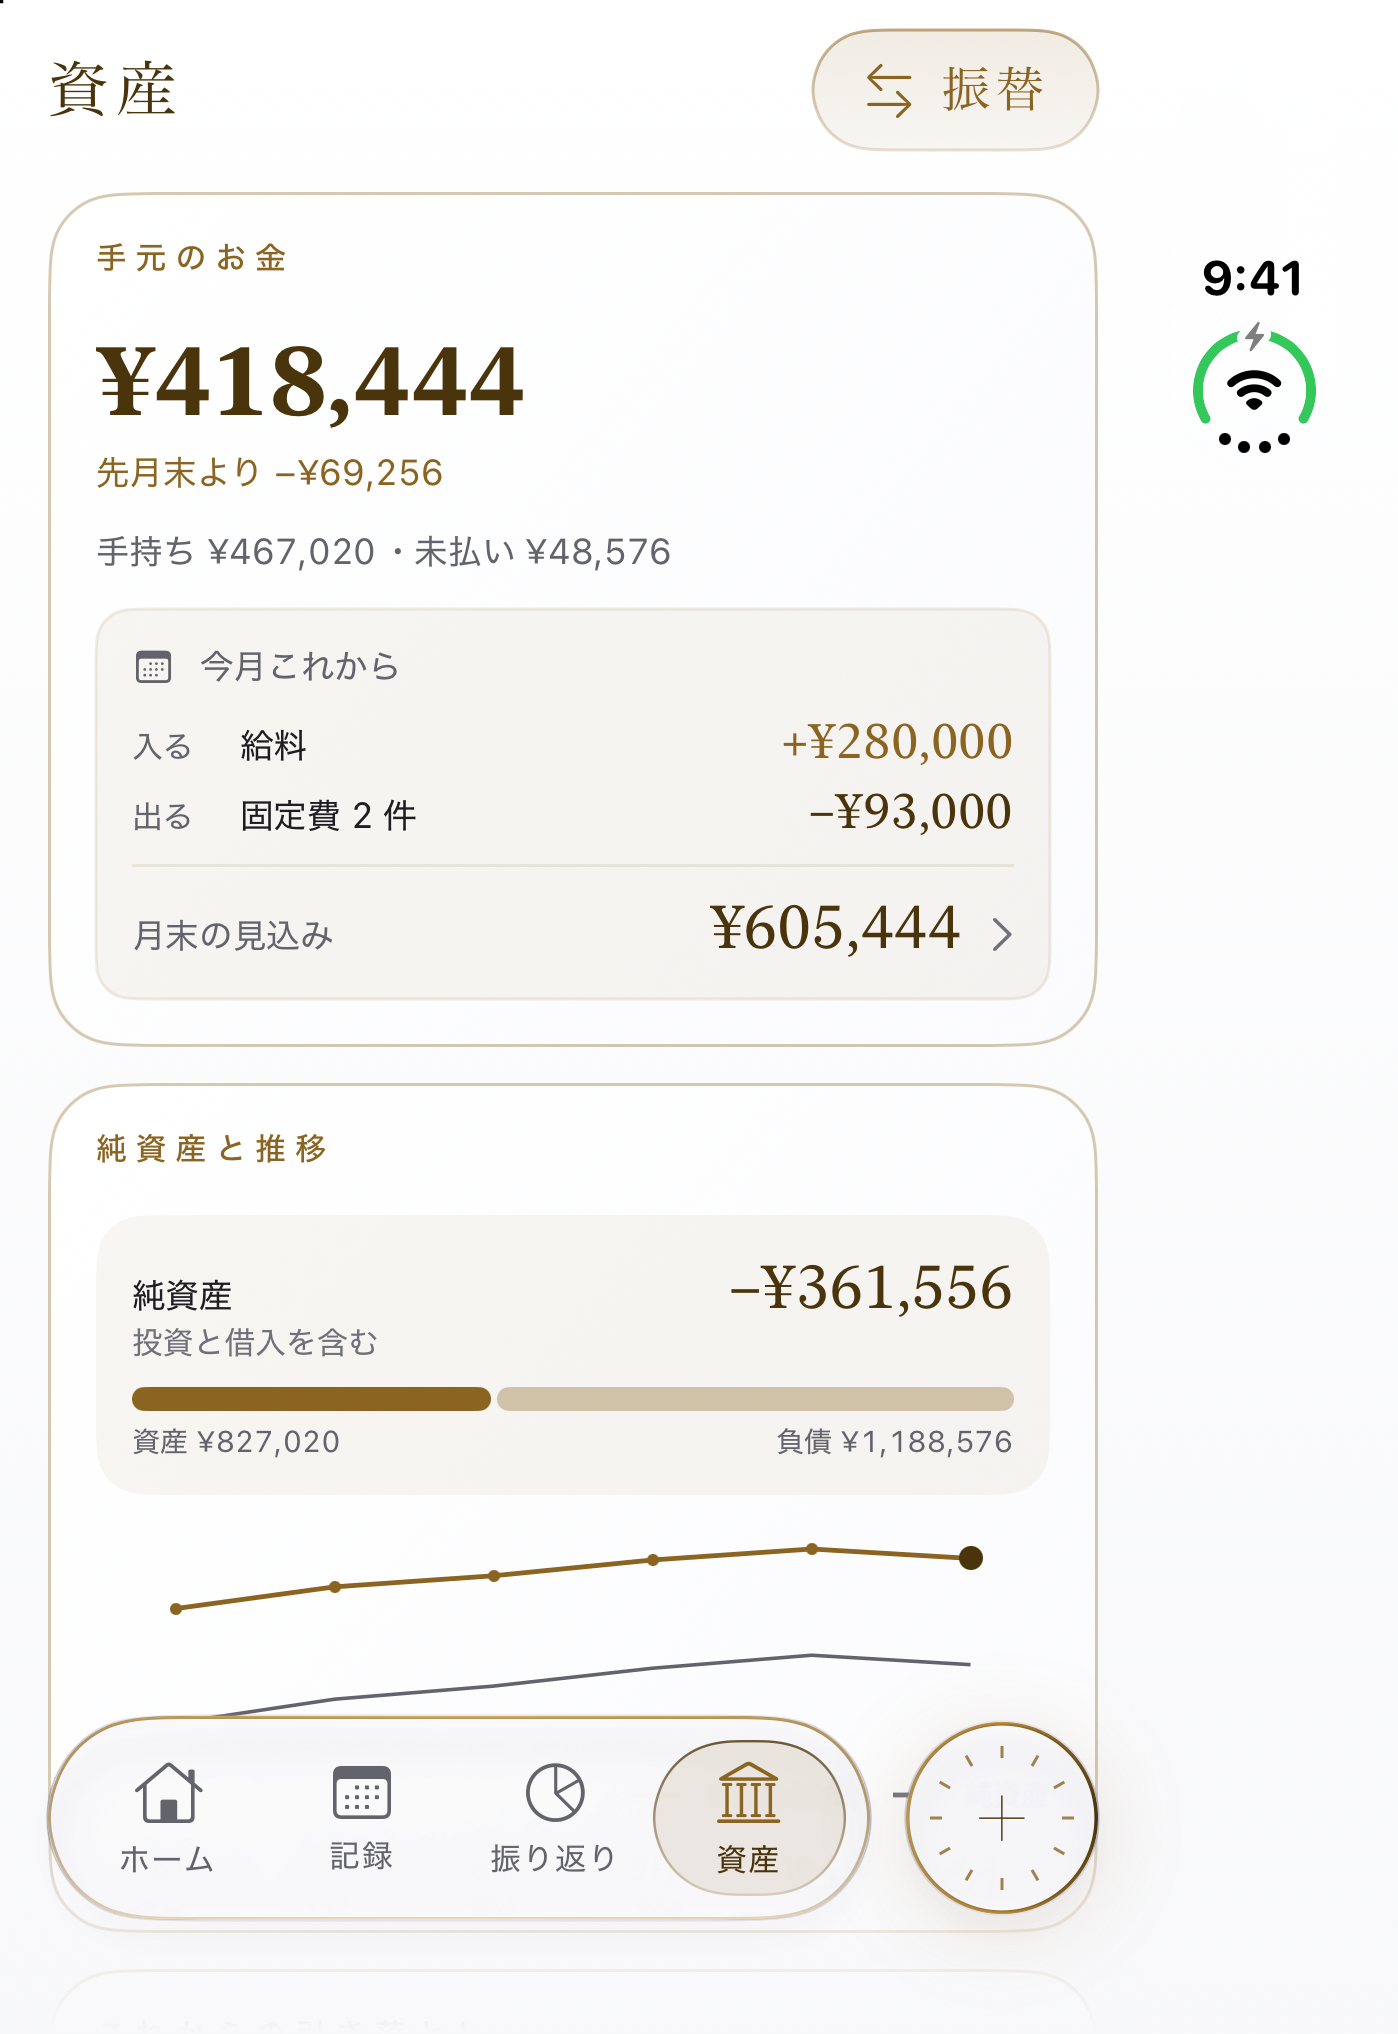 資産
振替
9:41
手元のお金
¥418,444
先月末より −¥69,256
手持ち ¥467,020・未払い ¥48,576
今月これから
入る 給料 +¥280,000
出る 固定費 2 件 −¥93,000
月末の見込み ¥605,444
純資産と推移
純資産 −¥361,556
投資と借入を含む
資産 ¥827,020 負債 ¥1,188,576
ホーム 記録 振り返り 資産